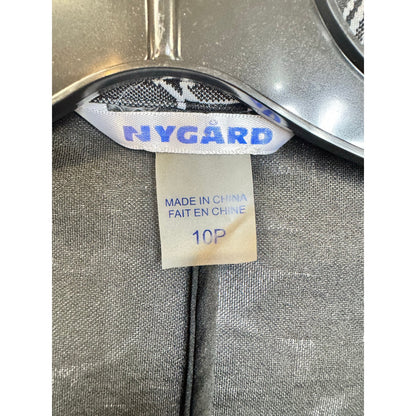 NYGÅRD
MADE IN CHINA
FAIT EN CHINE
10P